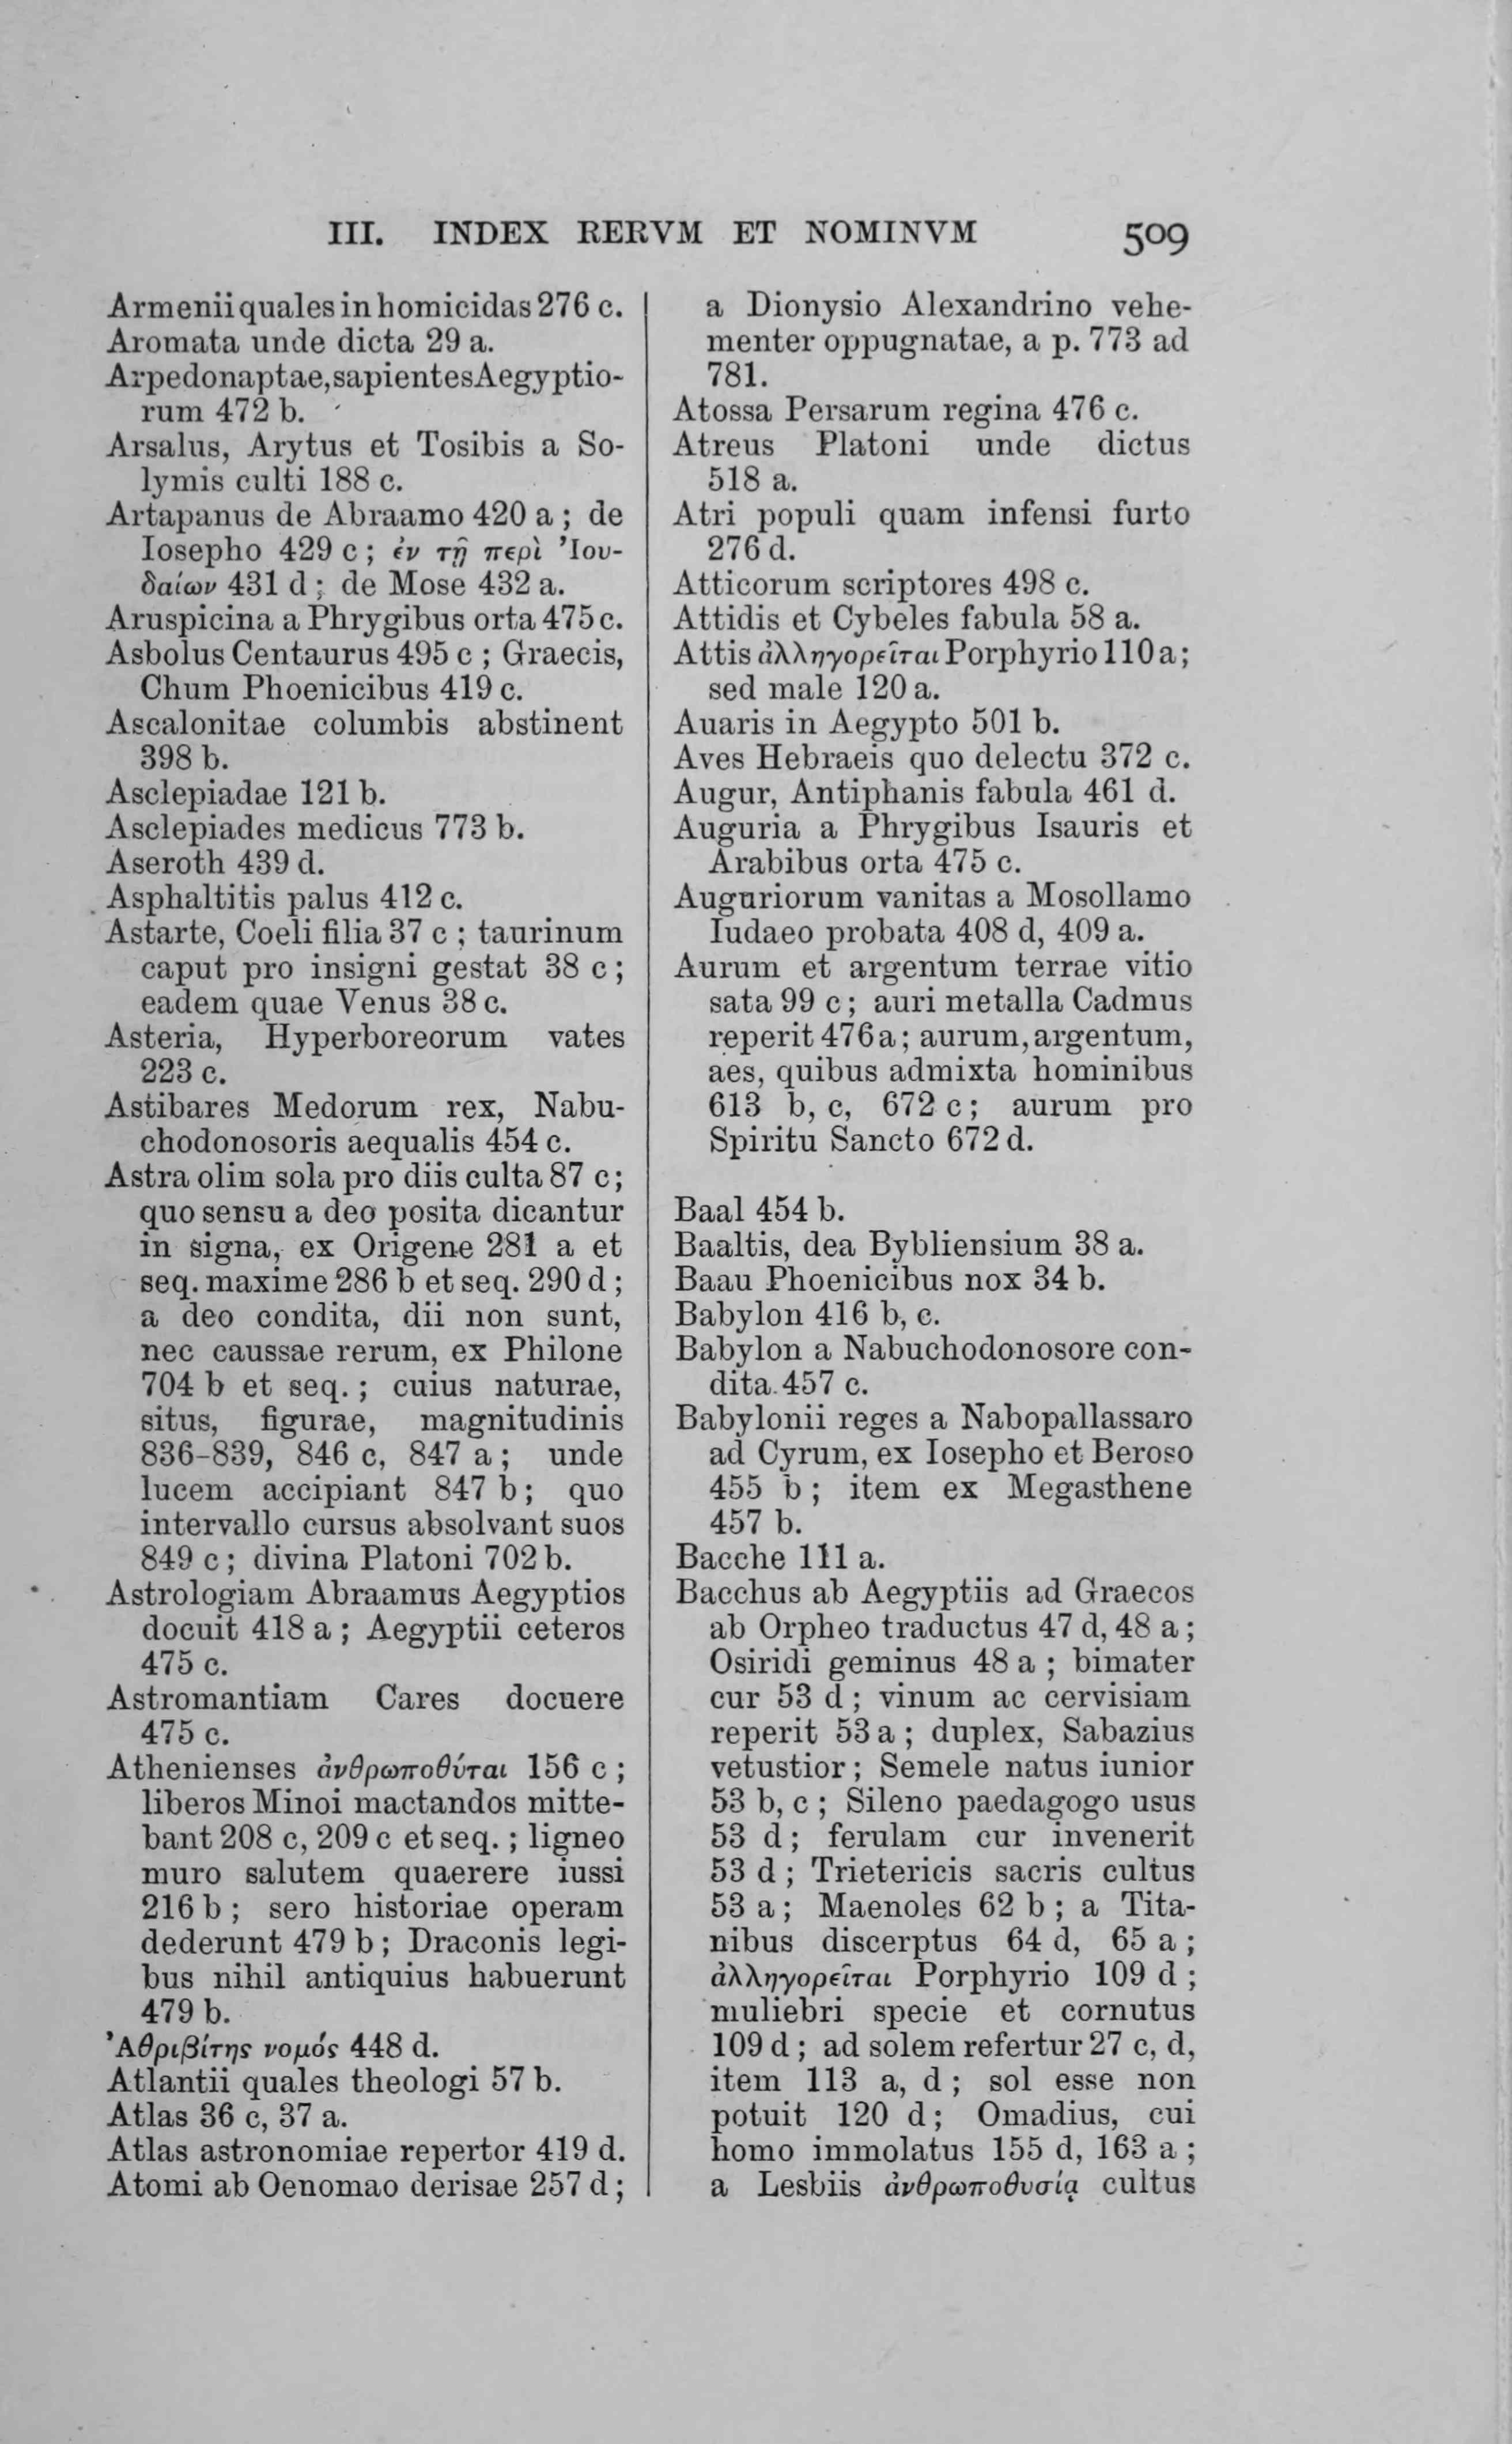 III. INDEX RERVM ET NOMINVM 509
Armenii quales in homicidas 276 c.
Aromata unde dicta 29 a.
Arpedonaptae, sapientes Aegyptio-
rum 472 b.
Arsalus, Arytus et Tosibis a So-
lymis culti 188 c.
Artapanus de Abraamo 420 a ; de
Iosepho 429 c ; ἐν τῇ περὶ Ἰου-
δαίων 431 d ; de Mose 432 a.
Aruspicina a Phrygibus orta 475 c.
Asbolus Centaurus 495 c ; Graecis,
Chum Phoenicibus 419 c.
Ascalonitae columbis abstinent
398 b.
Asclepiadae 121 b.
Asclepiades medicus 773 b.
Aseroth 439 d.
Asphaltitis palus 412 c.
Astarte, Coeli filia 37 c ; taurinum
caput pro insigni gestat 38 c ;
eadem quae Venus 38 c.
Asteria, Hyperboreorum vates
223 c.
Astibares Medorum rex, Nabu-
chodonosoris aequalis 454 c.
Astra olim sola pro diis culta 87 c ;
quo sensu a deo posita dicantur
in signa, ex Origene 281 a et
seq. maxime 286 b et seq. 290 d ;
a deo condita, dii non sunt,
nec caussae rerum, ex Philone
704 b et seq. ; cuius naturae,
situs, figurae, magnitudinis
836-839, 846 c, 847 a ; unde
lucem accipiant 847 b ; quo
intervallo cursus absolvant suos
849 c ; divina Platoni 702 b.
Astrologiam Abraamus Aegyptios
docuit 418 a ; Aegyptii ceteros
475 c.
Astromantiam Cares docuere
475 c.
Athenienses ἀνθρωποθύται 156 c ;
liberos Minoi mactandos mitte-
bant 208 c, 209 c et seq. ; ligneo
muro salutem quaerere iussi
216 b ; sero historiae operam
dederunt 479 b ; Draconis legi-
bus nihil antiquius habuerunt
479 b.
Ἀθριβίτης νομός 448 d.
Atlantii quales theologi 57 b.
Atlas 36 c, 37 a.
Atlas astronomiae repertor 419 d.
Atomi ab Oenomao derisae 257 d ;
a Dionysio Alexandrino vehe-
menter oppugnatae, a p. 773 ad
781.
Atossa Persarum regina 476 c.
Atreus Platoni unde dictus
518 a.
Atri populi quam infensi furto
276 d.
Atticorum scriptores 498 c.
Attidis et Cybeles fabula 58 a.
Attis ἀλληγορεῖται Porphyrio 110 a ;
sed male 120 a.
Auaris in Aegypto 501 b.
Aves Hebraeis quo delectu 372 c.
Augur, Antiphanis fabula 461 d.
Auguria a Phrygibus Isauris et
Arabibus orta 475 c.
Auguriorum vanitas a Mosollamo
Iudaeo probata 408 d, 409 a.
Aurum et argentum terrae vitio
sata 99 c ; auri metalla Cadmus
reperit 476 a ; aurum, argentum,
aes, quibus admixta hominibus
613 b, c, 672 c ; aurum pro
Spiritu Sancto 672 d.
Baal 454 b.
Baaltis, dea Bybliensium 38 a.
Baau Phoenicibus nox 34 b.
Babylon 416 b, c.
Babylon a Nabuchodonosore con-
dita 457 c.
Babylonii reges a Nabopallassaro
ad Cyrum, ex Iosepho et Beroso
455 b ; item ex Megasthene
457 b.
Bacche 111 a.
Bacchus ab Aegyptiis ad Graecos
ab Orpheo traductus 47 d, 48 a ;
Osiridi geminus 48 a ; bimater
cur 53 d ; vinum ac cervisiam
reperit 53 a ; duplex, Sabazius
vetustior ; Semele natus iunior
53 b, c ; Sileno paedagogo usus
53 d ; ferulam cur invenerit
53 d ; Trietericis sacris cultus
53 a ; Maenoles 62 b ; a Tita-
nibus discerptus 64 d, 65 a ;
ἀλληγορεῖται Porphyrio 109 d ;
muliebri specie et cornutus
109 d ; ad solem refertur 27 c, d,
item 113 a, d ; sol esse non
potuit 120 d ; Omadius, cui
homo immolatus 155 d, 163 a ;
a Lesbiis ἀνθρωποθυσίᾳ cultus